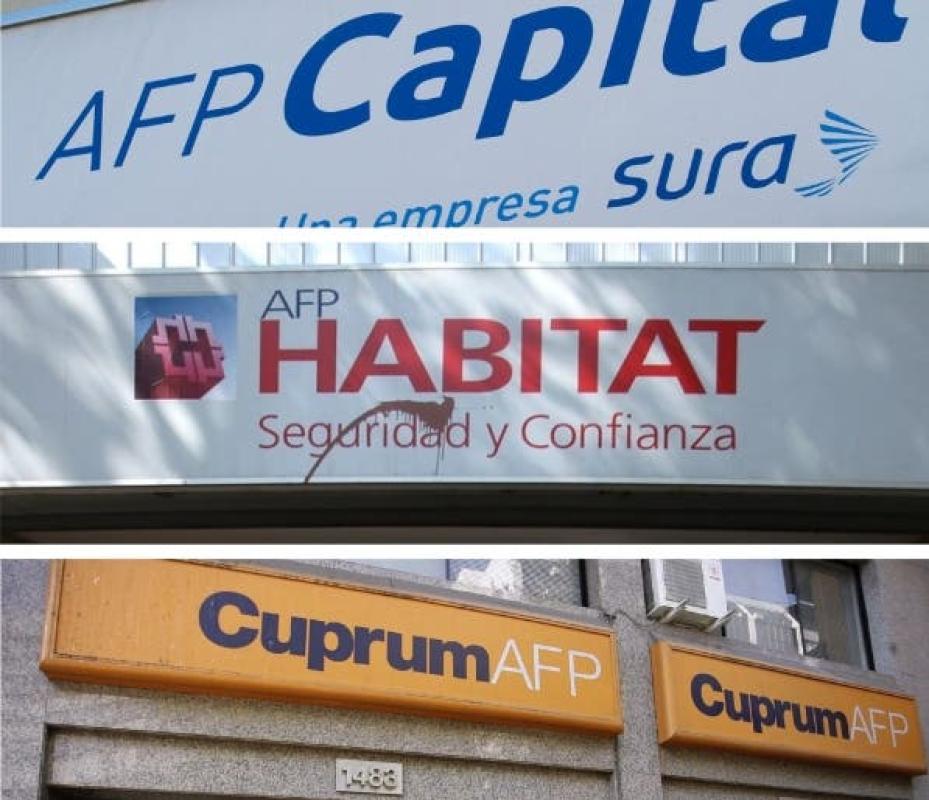 AFP Capital
Una empresa sura
AFP
HABITAT
Seguridad y Confianza
CuprumAFP
CuprumAFP
1483